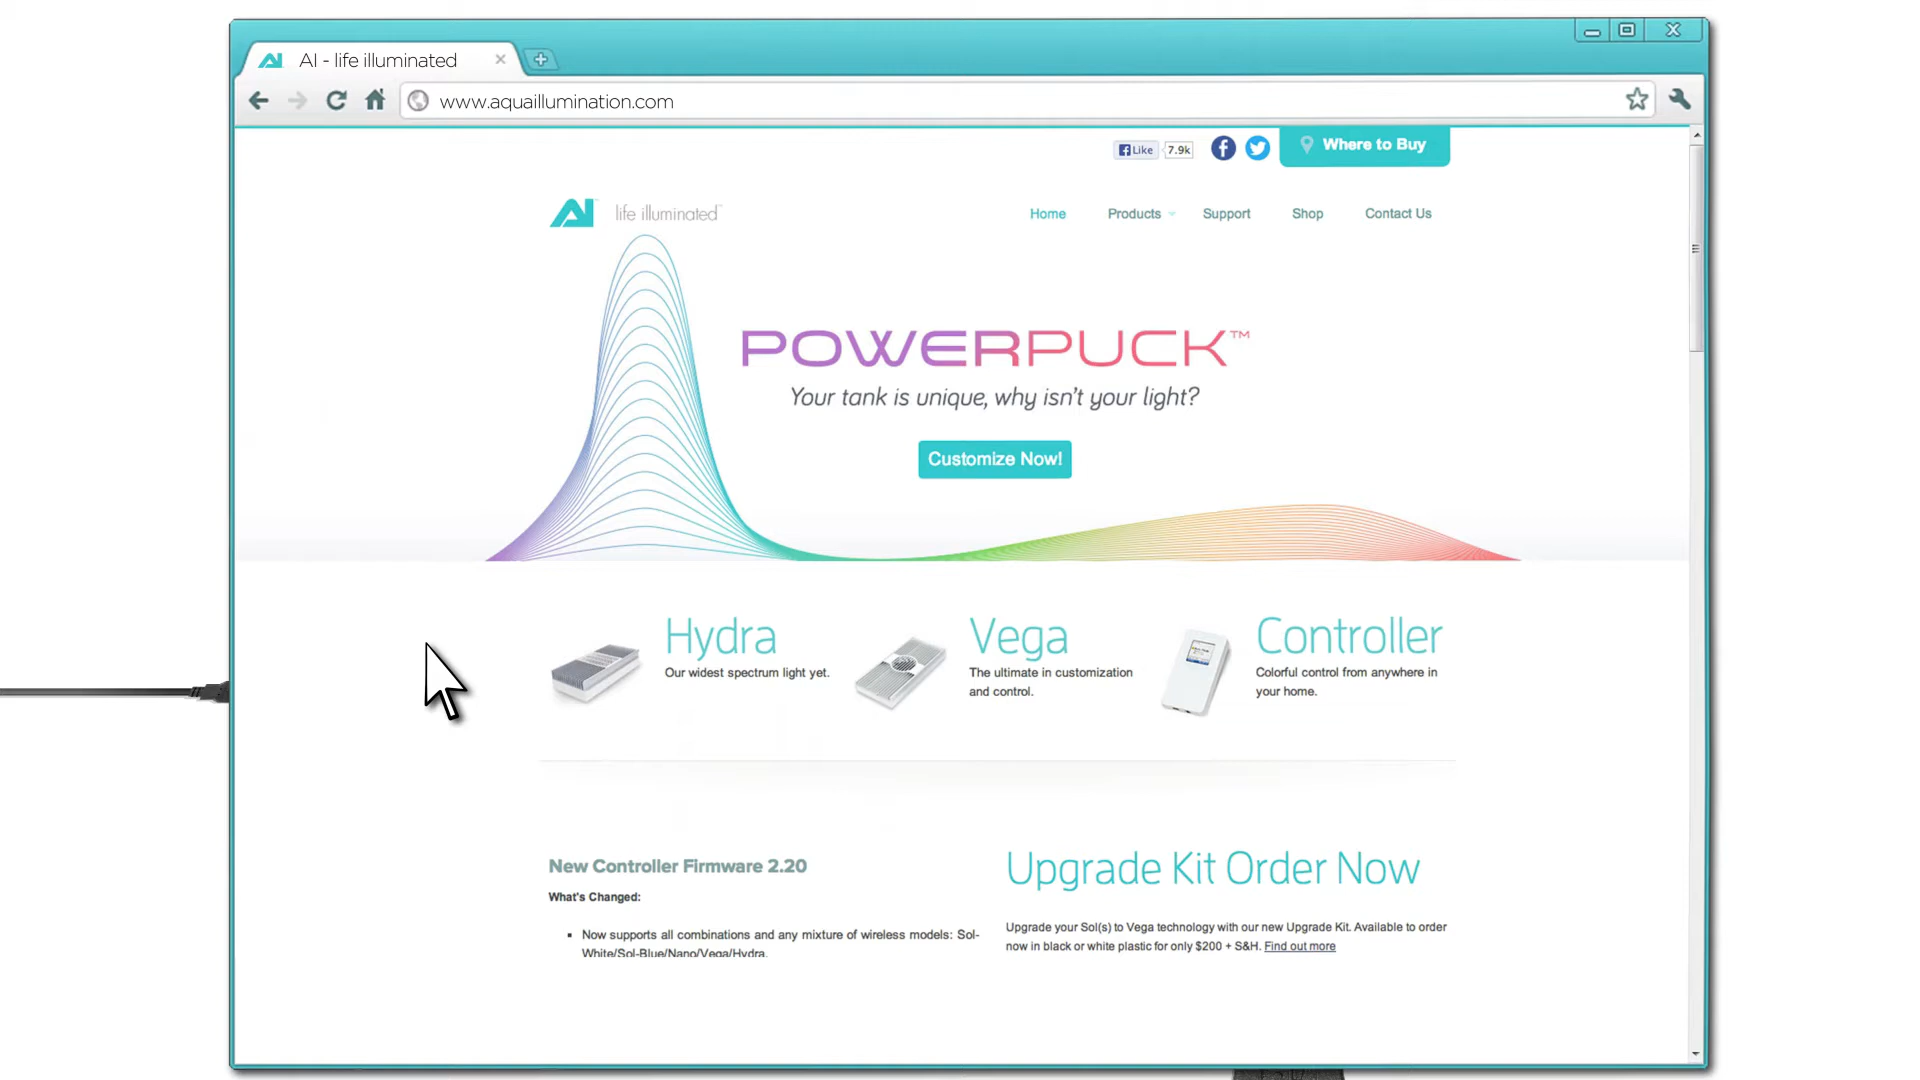 AI - life illuminated
www.aquaillumination.com
Like 7.9k
Where to Buy
AI life illuminated™
Home Products Support Shop Contact Us
POWERPUCK™
Your tank is unique, why isn't your light?
Customize Now!
Hydra
Our widest spectrum light yet.
Vega
The ultimate in customization
and control.
Controller
Colorful control from anywhere in
your home.
New Controller Firmware 2.20
What's Changed:
Now supports all combinations and any mixture of wireless models: Sol-
White/Sol-Blue/Nano/Vega/Hydra.
Upgrade Kit Order Now
Upgrade your Sol(s) to Vega technology with our new Upgrade Kit. Available to order
now in black or white plastic for only $200 + S&H. Find out more